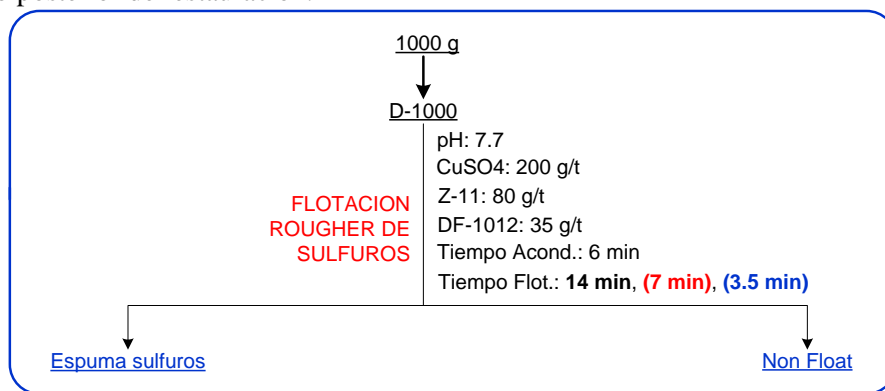 1000 g
D-1000
pH: 7.7
CuSO4: 200 g/t
Z-11: 80 g/t
DF-1012: 35 g/t
Tiempo Acond.: 6 min
Tiempo Flot.: 14 min, (7 min), (3.5 min)
FLOTACION
ROUGHER DE
SULFUROS
Espuma sulfuros
Non Float